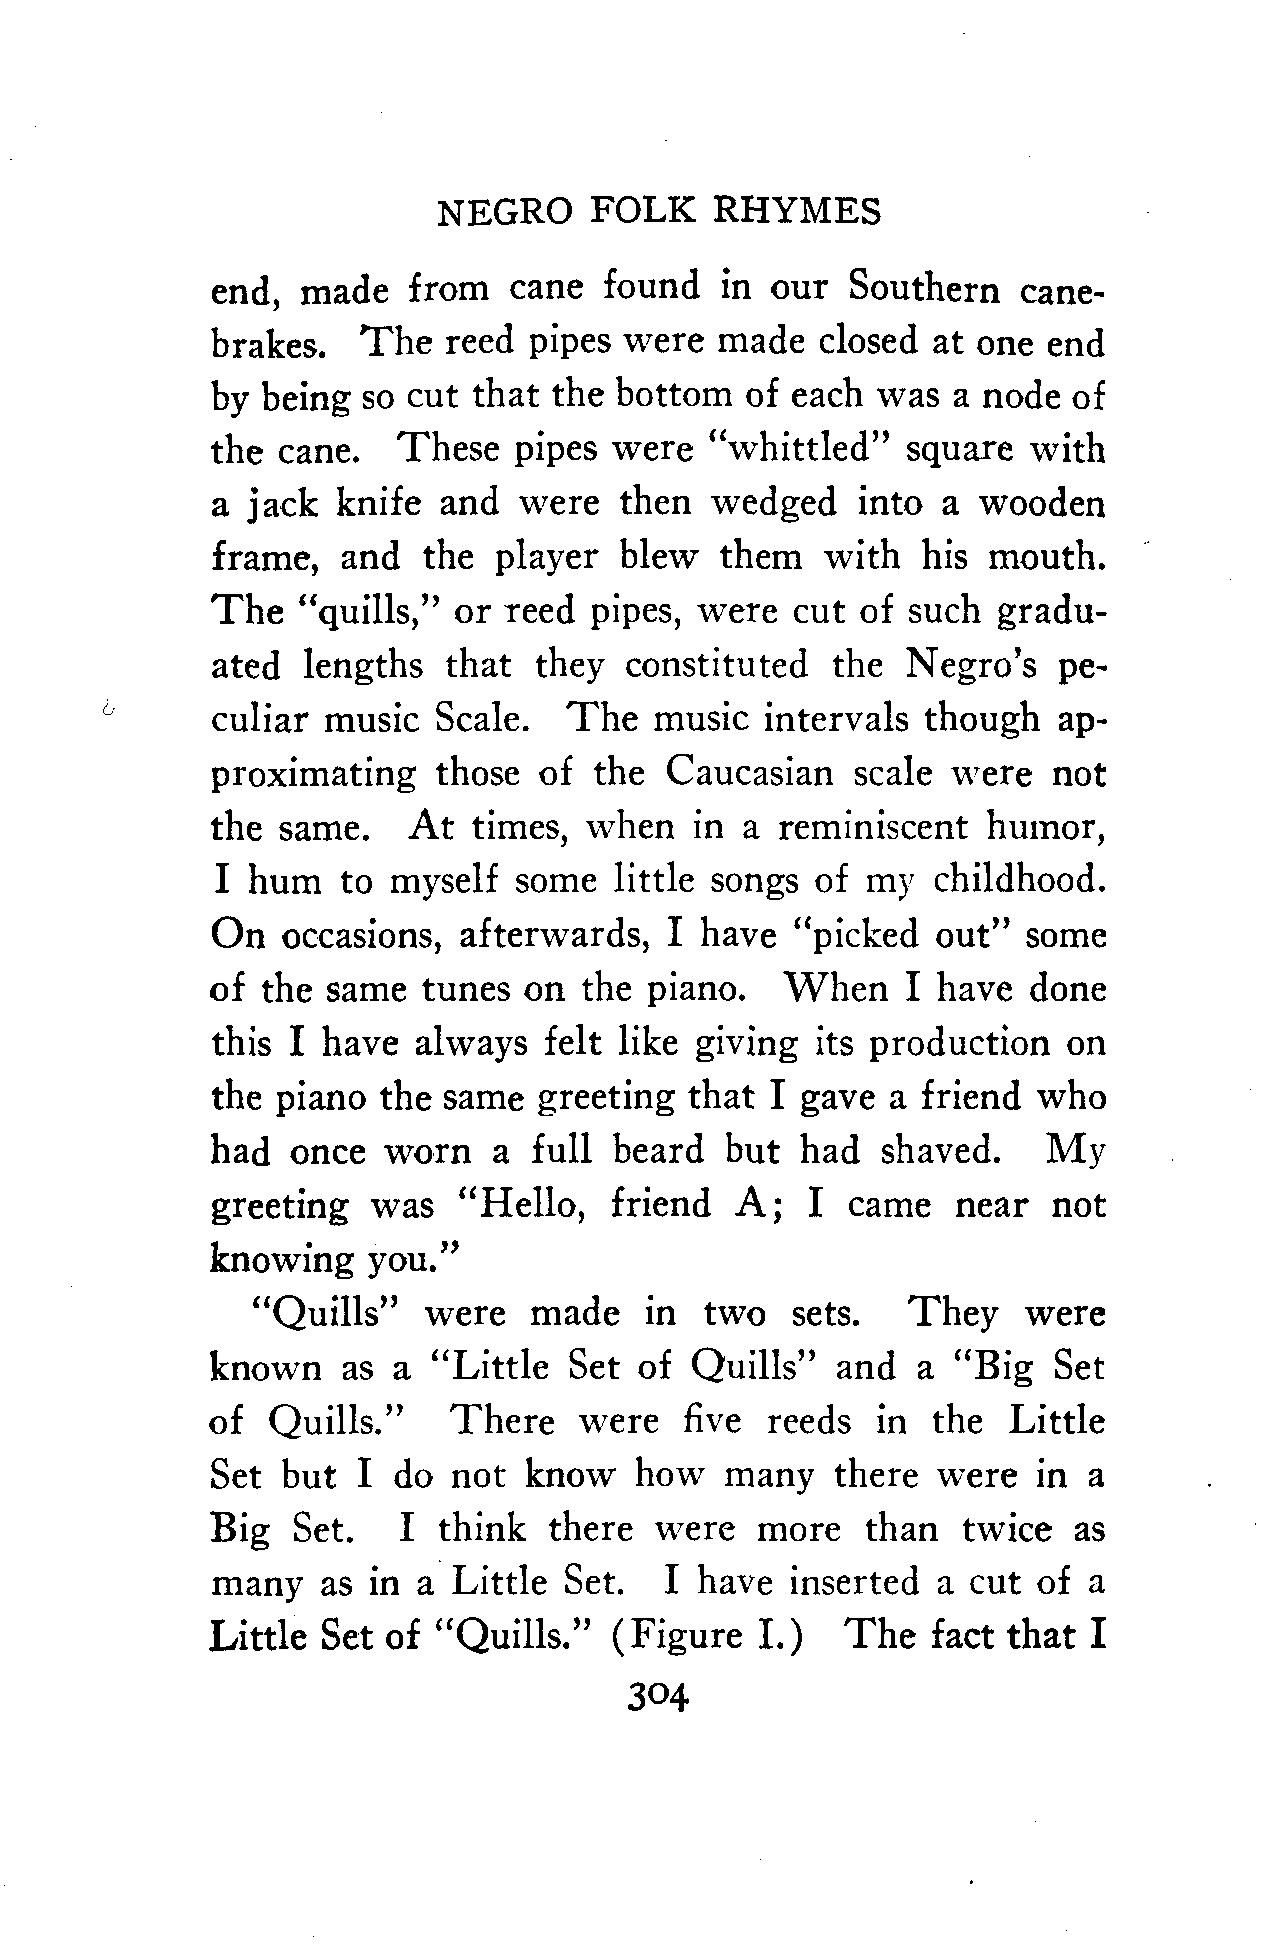 NEGRO FOLK RHYMES
end, made from cane found in our Southern cane-
brakes. The reed pipes were made closed at one end
by being so cut that the bottom of each was a node of
the cane. These pipes were “whittled” square with
a jack knife and were then wedged into a wooden
frame, and the player blew them with his mouth.
The “quills,” or reed pipes, were cut of such gradu-
ated lengths that they constituted the Negro’s pe-
culiar music Scale. The music intervals though ap-
proximating those of the Caucasian scale were not
the same. At times, when in a reminiscent humor,
I hum to myself some little songs of my childhood.
On occasions, afterwards, I have “picked out” some
of the same tunes on the piano. When I have done
this I have always felt like giving its production on
the piano the same greeting that I gave a friend who
had once worn a full beard but had shaved. My
greeting was “Hello, friend A; I came near not
knowing you.”
“Quills” were made in two sets. They were
known as a “Little Set of Quills” and a “Big Set
of Quills.” There were five reeds in the Little
Set but I do not know how many there were in a
Big Set. I think there were more than twice as
many as in a Little Set. I have inserted a cut of a
Little Set of “Quills.” (Figure I.) The fact that I
304